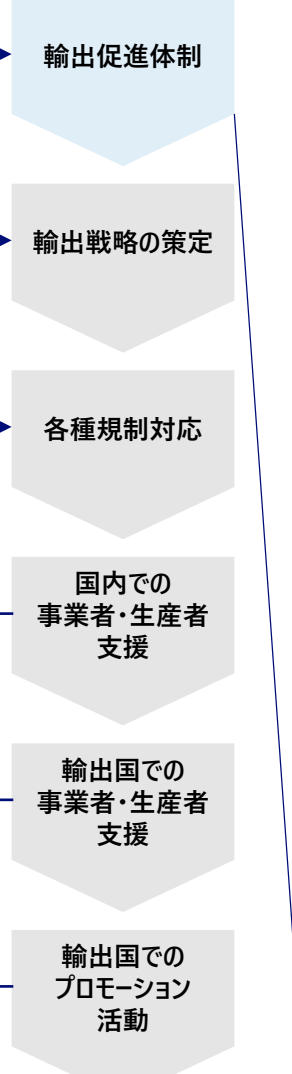 輸出促進体制
輸出戦略の策定
各種規制対応
国内での
事業者・生産者
支援
輸出国での
事業者・生産者
支援
輸出国での
プロモーション
活動